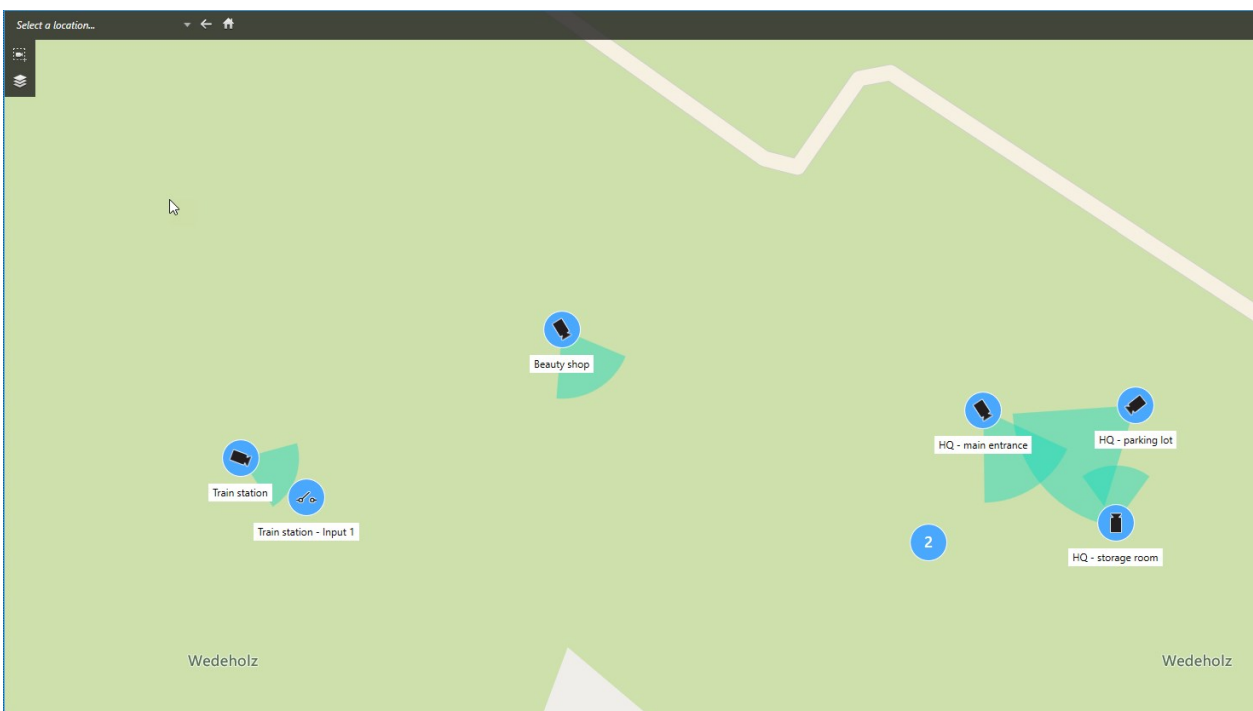 Select a location...
Beauty shop
HQ - main entrance
HQ - parking lot
Train station
Train station - Input 1
2
HQ - storage room
Wedeholz
Wedeholz